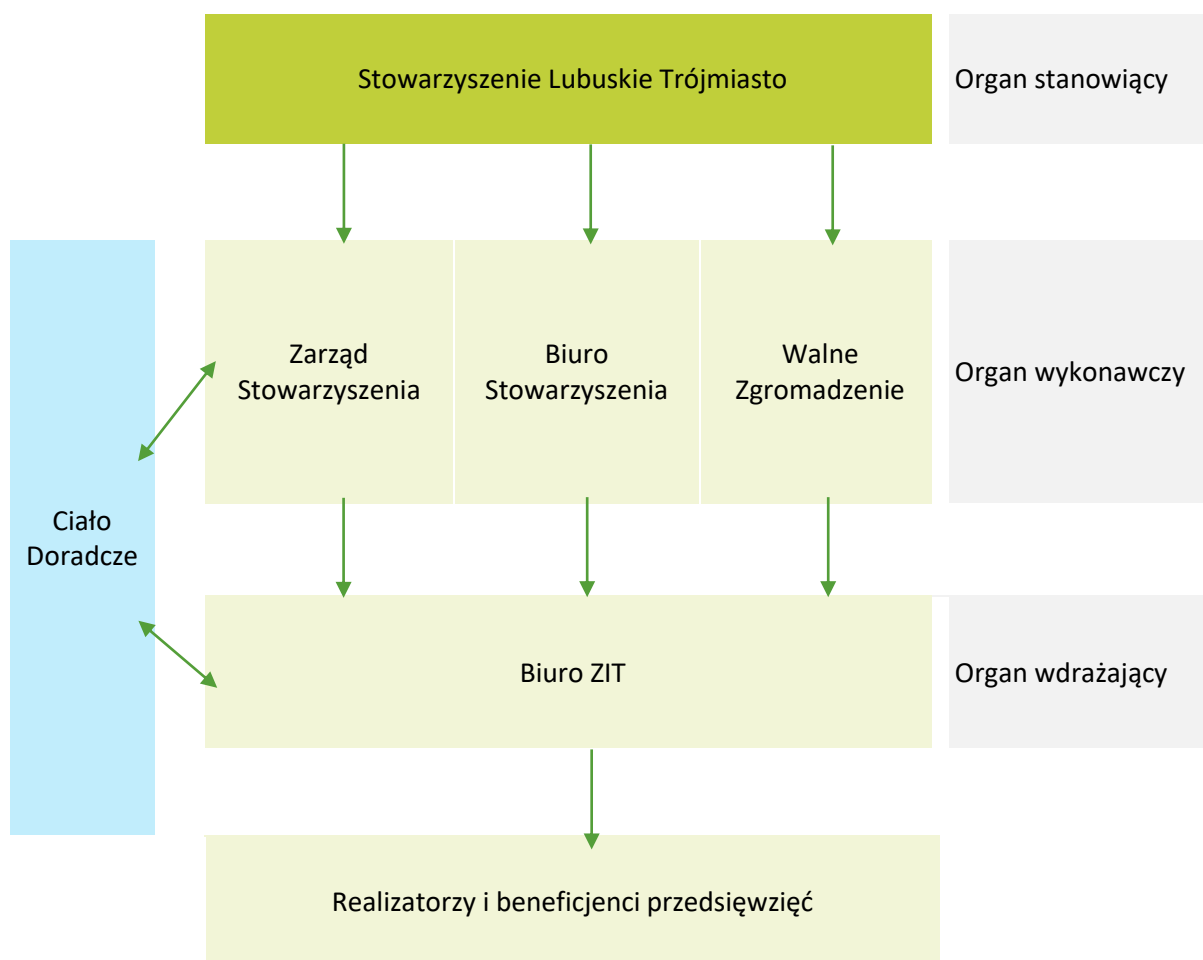 Stowarzyszenie Lubuskie Trójmiasto
Organ stanowiący
Zarząd
Stowarzyszenia
Biuro
Stowarzyszenia
Walne
Zgromadzenie
Organ wykonawczy
Ciało
Doradcze
Biuro ZIT
Organ wdrażający
Realizatorzy i beneficjenci przedsięwzięć